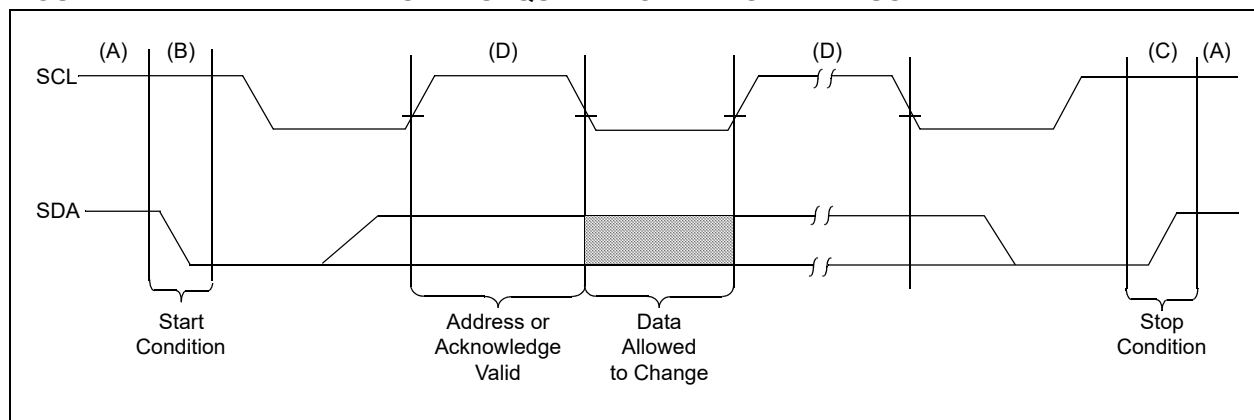 (A) (B) (D) (D) (C) (A)
SCL
SDA
Start
Condition
Address or
Acknowledge
Valid
Data
Allowed
to Change
Stop
Condition